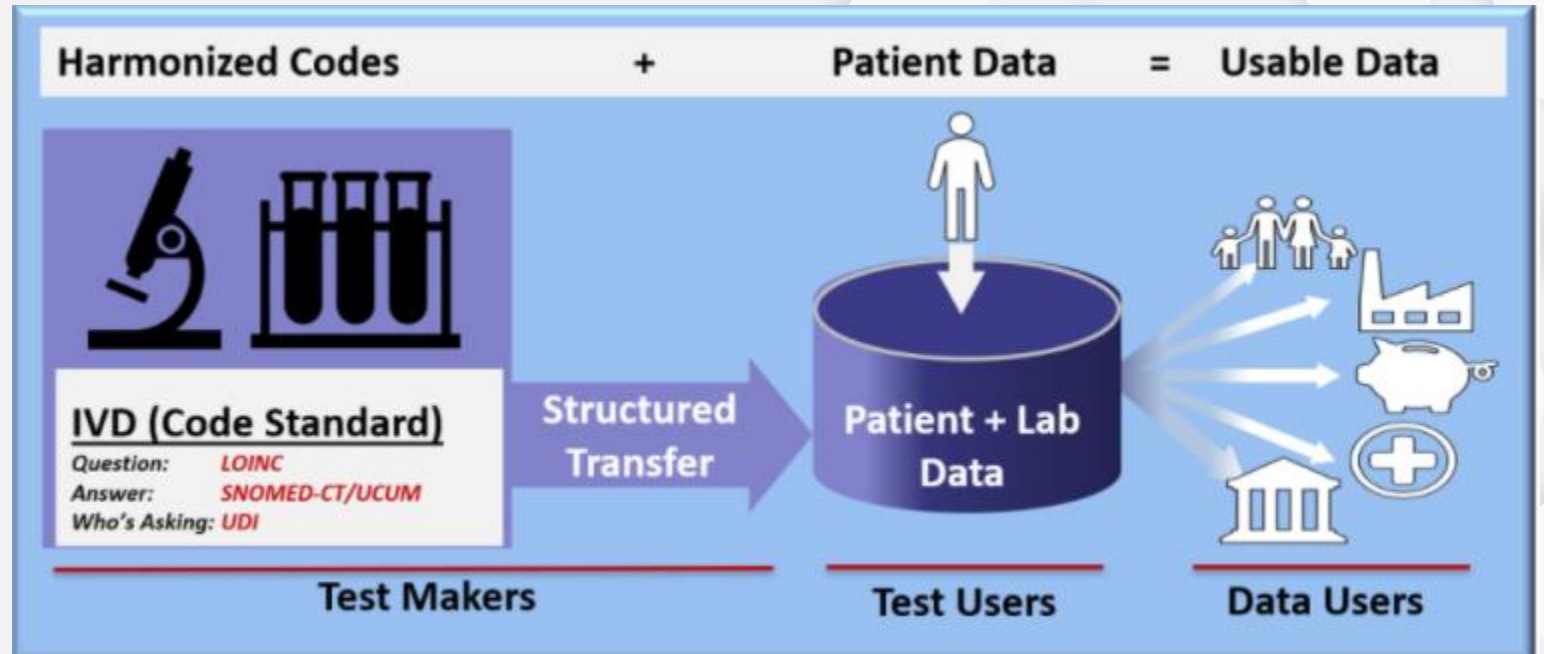 Harmonized Codes + Patient Data = Usable Data
IVD (Code Standard)
Question: LOINC
Answer: SNOMED-CT/UCUM
Who's Asking: UDI
Structured
Transfer
Patient + Lab
Data
Test Makers
Test Users
Data Users